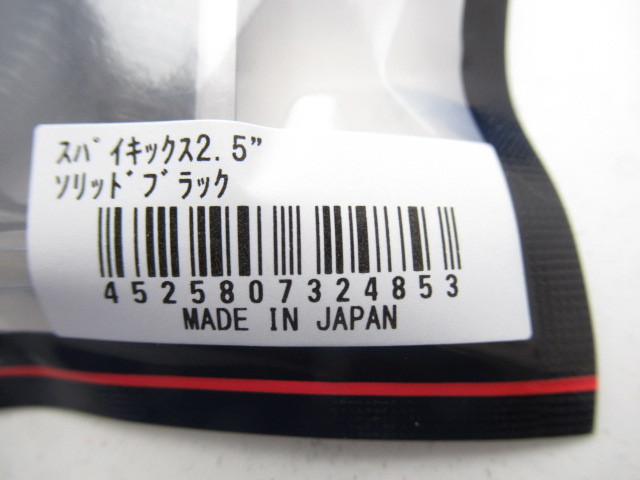 ｽﾊﾟｲｷｯｸｽ2.5"
ｿﾘｯﾄﾞﾌﾞﾗｯｸ
4525807324853
MADE IN JAPAN